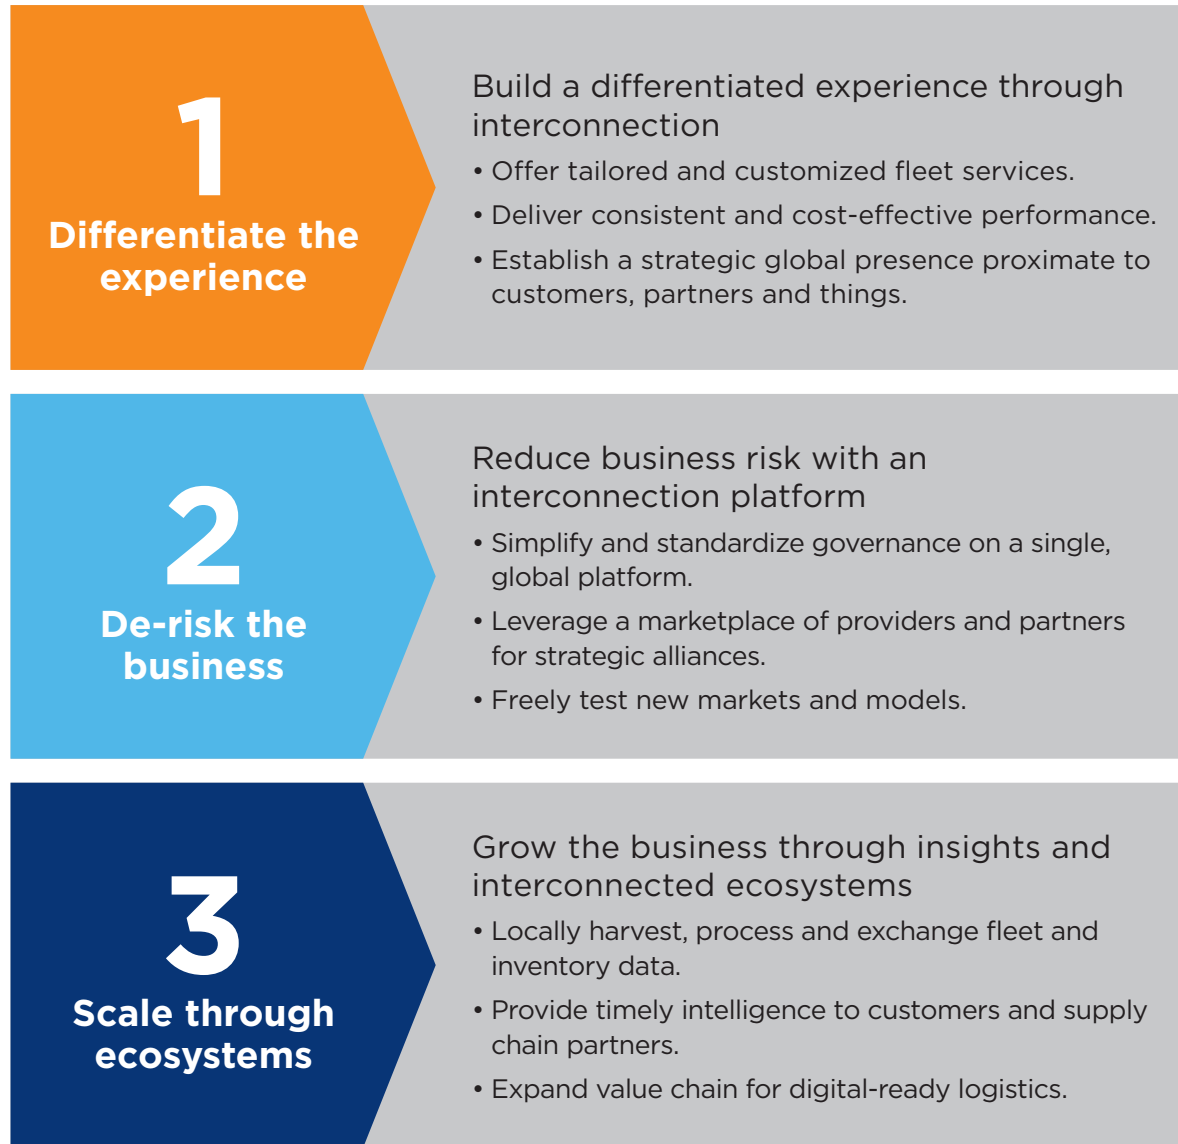 1
Differentiate the
experience
Build a differentiated experience through
interconnection
• Offer tailored and customized fleet services.
• Deliver consistent and cost-effective performance.
• Establish a strategic global presence proximate to
customers, partners and things.
2
De-risk the
business
Reduce business risk with an
interconnection platform
• Simplify and standardize governance on a single,
global platform.
• Leverage a marketplace of providers and partners
for strategic alliances.
• Freely test new markets and models.
3
Scale through
ecosystems
Grow the business through insights and
interconnected ecosystems
• Locally harvest, process and exchange fleet and
inventory data.
• Provide timely intelligence to customers and supply
chain partners.
• Expand value chain for digital-ready logistics.